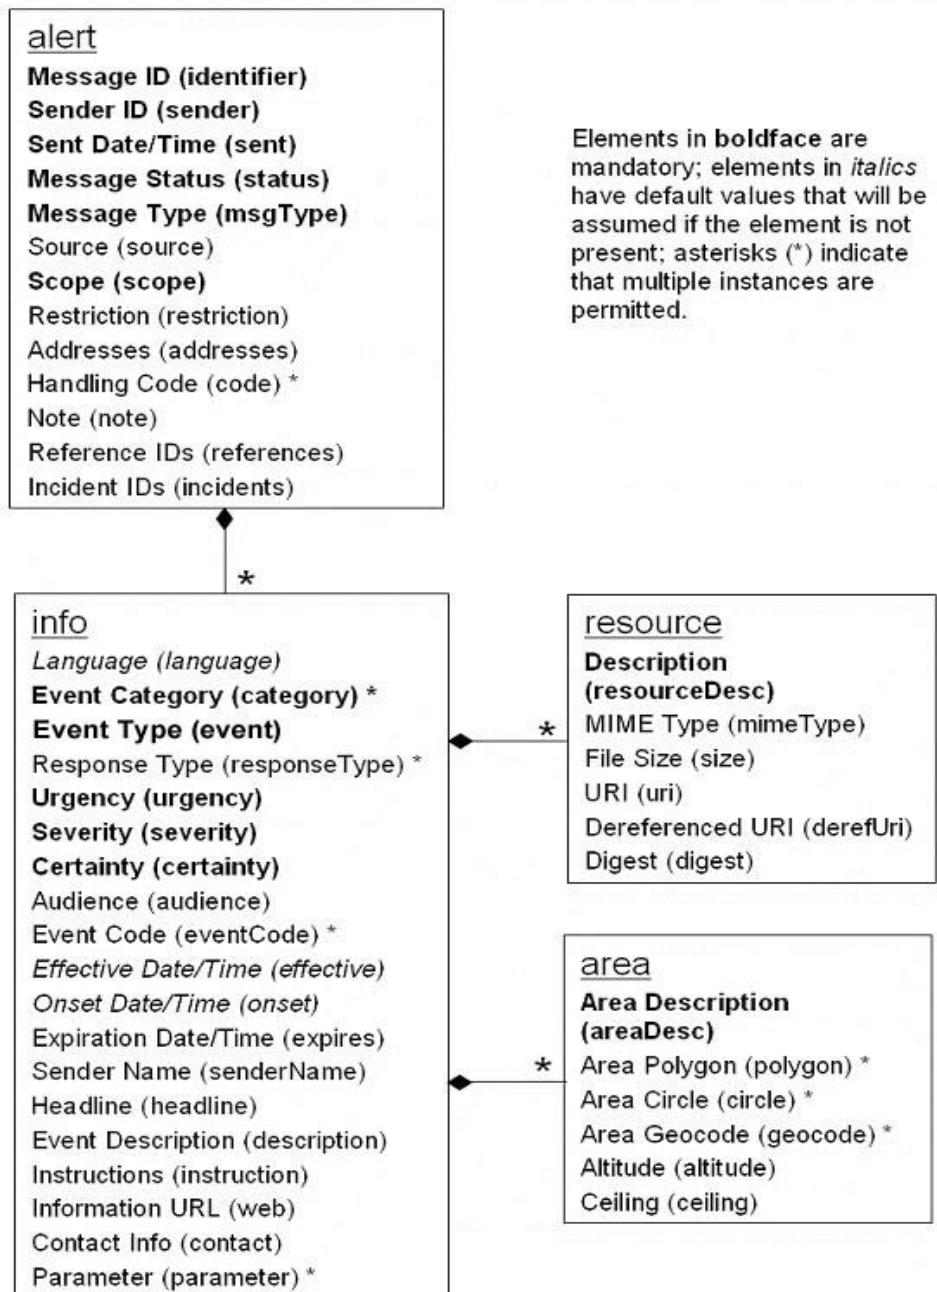 alert
Message ID (identifier)
Sender ID (sender)
Sent Date/Time (sent)
Message Status (status)
Message Type (msgType)
Source (source)
Scope (scope)
Restriction (restriction)
Addresses (addresses)
Handling Code (code) *
Note (note)
Reference IDs (references)
Incident IDs (incidents)
Elements in boldface are
mandatory; elements in italics
have default values that will be
assumed if the element is not
present; asterisks (*) indicate
that multiple instances are
permitted.
*
info
Language (language)
Event Category (category) *
Event Type (event)
Response Type (responseType) *
Urgency (urgency)
Severity (severity)
Certainty (certainty)
Audience (audience)
Event Code (eventCode) *
Effective Date/Time (effective)
Onset Date/Time (onset)
Expiration Date/Time (expires)
Sender Name (senderName)
Headline (headline)
Event Description (description)
Instructions (instruction)
Information URL (web)
Contact Info (contact)
Parameter (parameter) *
*
resource
Description
(resourceDesc)
MIME Type (mimeType)
File Size (size)
URI (uri)
Dereferenced URI (derefUri)
Digest (digest)
*
area
Area Description
(areaDesc)
Area Polygon (polygon) *
Area Circle (circle) *
Area Geocode (geocode) *
Altitude (altitude)
Ceiling (ceiling)